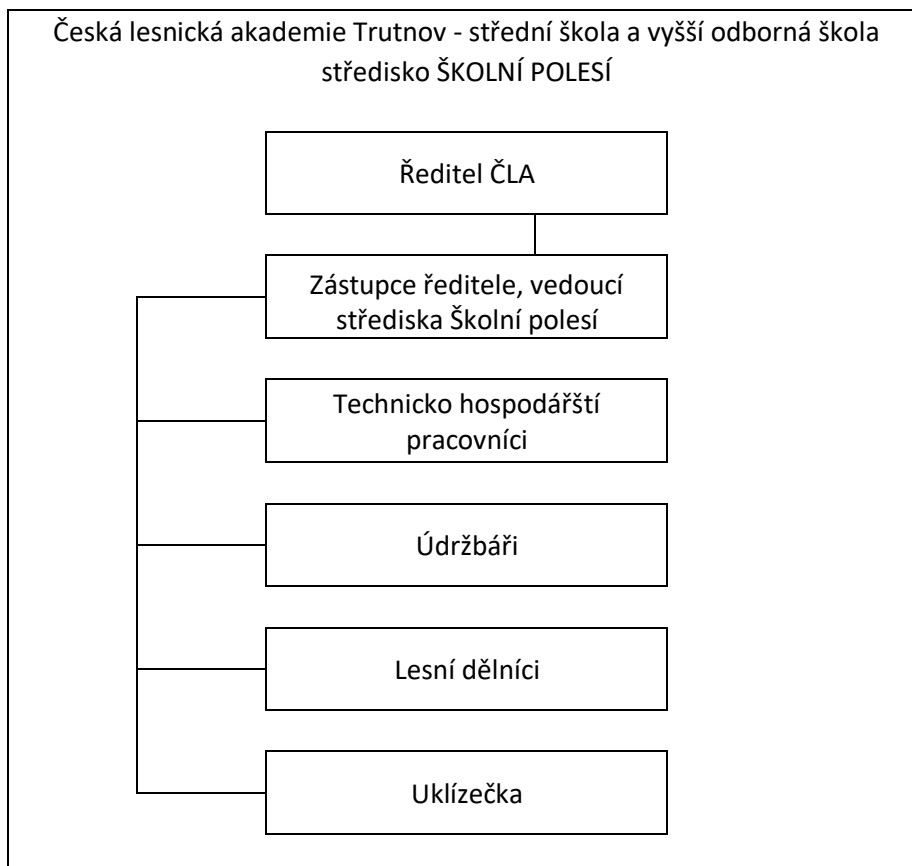 Česká lesnická akademie Trutnov - střední škola a vyšší odborná škola
středisko ŠKOLNÍ POLESÍ
Ředitel ČLA
Zástupce ředitele, vedoucí
střediska Školní polesí
Technicko hospodářští
pracovníci
Údržbáři
Lesní dělníci
Uklízečka